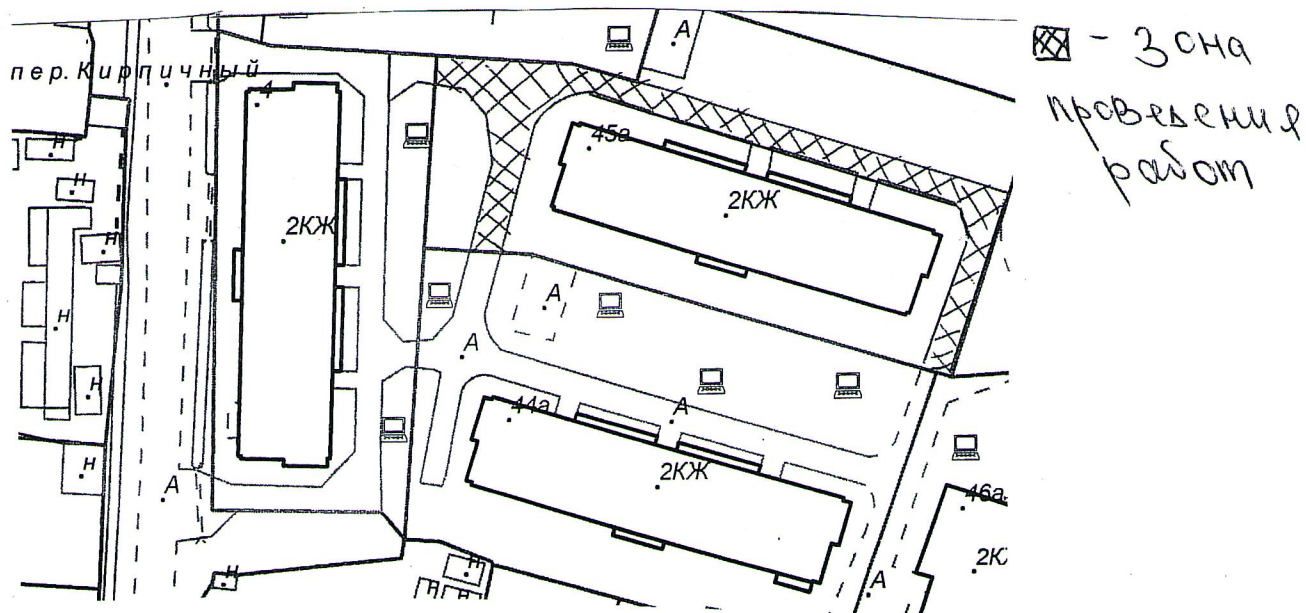 - Зона
проведения
работ
А
пер. Кирпичный
4
45а
н
н
2КЖ
2КЖ
н
А
н
А
н
44а
А
2КЖ
н
А
46а
2К
н
н
А
н
н